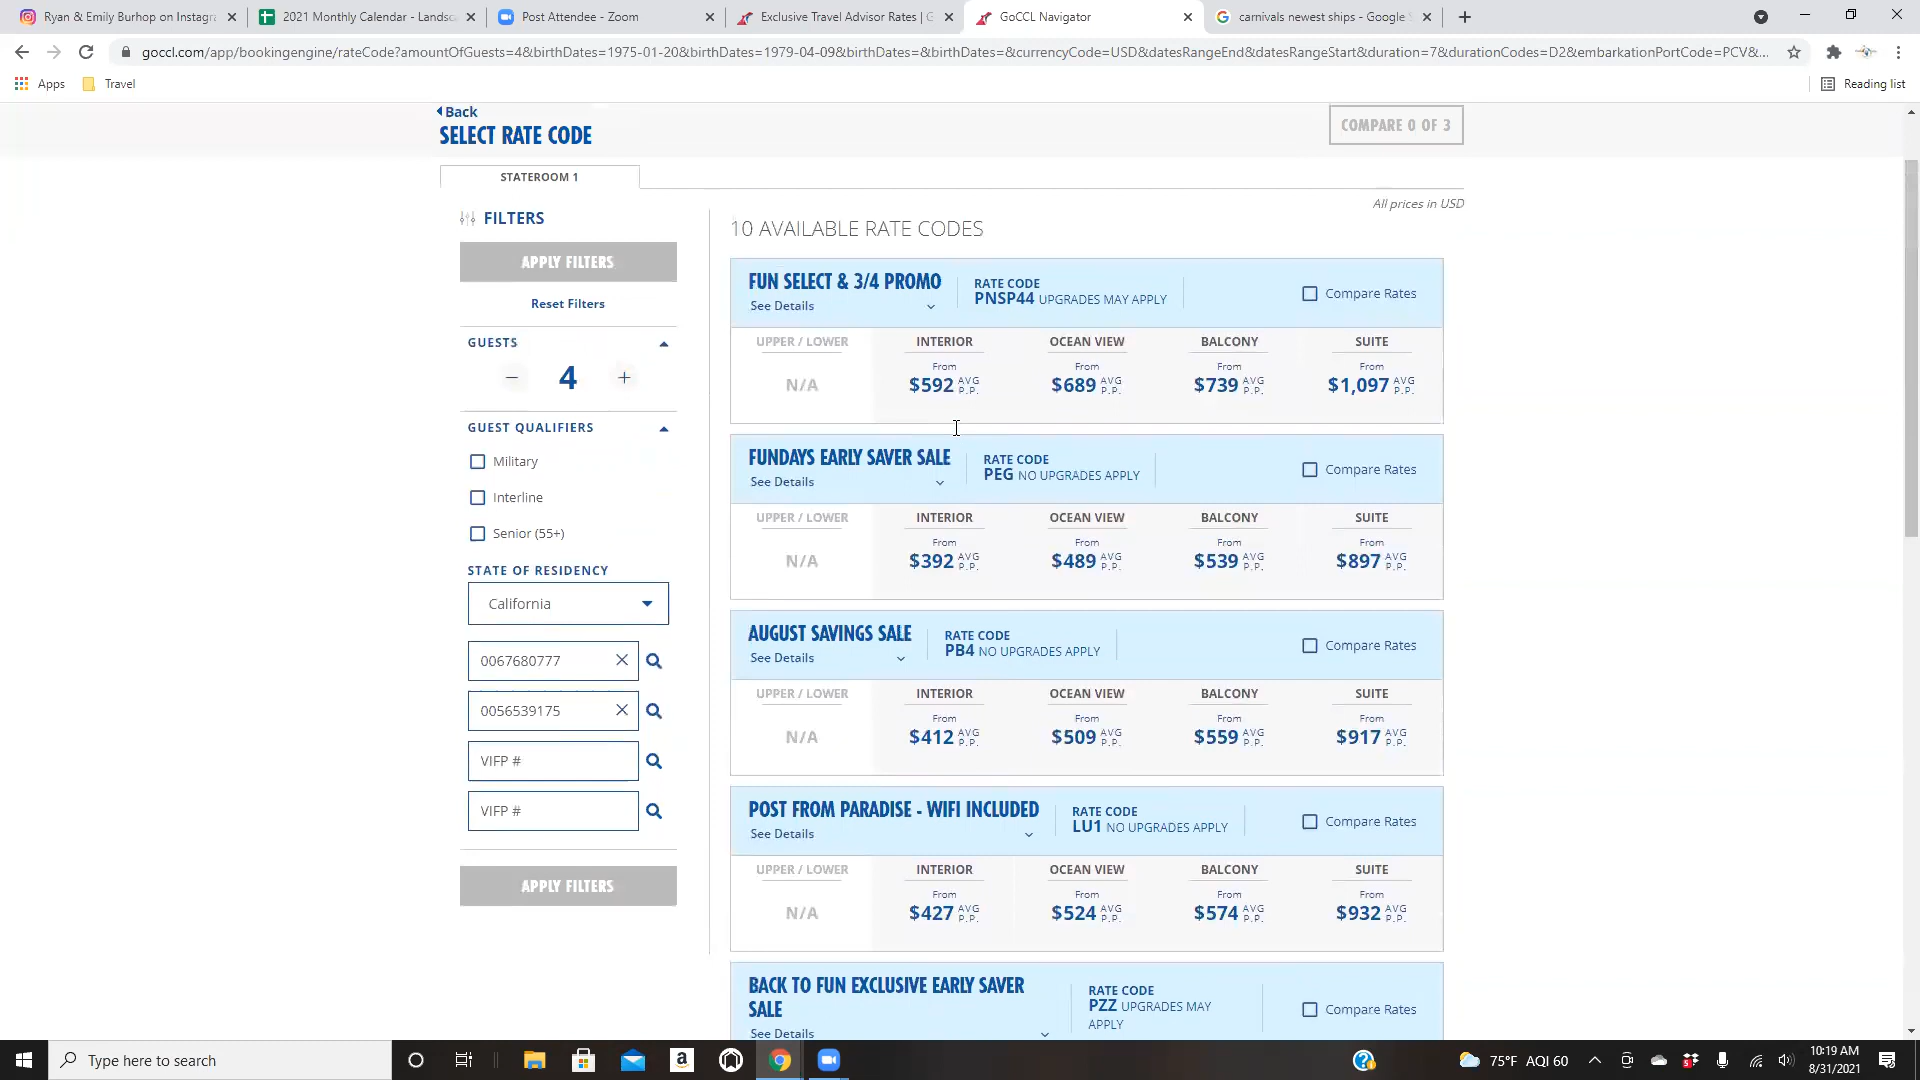 Ryan & Emily Burhop on Instagra
2021 Monthly Calendar - Landsc
Post Attendee - Zoom
Exclusive Travel Advisor Rates | G
GoCCL Navigator
carnivals newest ships - Google S
goccl.com/app/bookingengine/rateCode?amountOfGuests=4&birthDates=1975-01-20&birthDates=1979-04-09&birthDates=&birthDates=&currencyCode=USD&datesRangeEnd&datesRangeStart&duration=7&durationCodes=D2&embarkationPortCode=PCV&...
Apps
Travel
Reading list
Back
SELECT RATE CODE
COMPARE 0 OF 3
STATEROOM 1
All prices in USD
FILTERS
APPLY FILTERS
Reset Filters
GUESTS
− 4 +
GUEST QUALIFIERS
Military
Interline
Senior (55+)
STATE OF RESIDENCY
California
0067680777
0056539175
VIFP #
VIFP #
APPLY FILTERS
10 AVAILABLE RATE CODES
FUN SELECT & 3/4 PROMO
See Details
RATE CODE
PNSP44 UPGRADES MAY APPLY
Compare Rates
UPPER / LOWER INTERIOR OCEAN VIEW BALCONY SUITE
From From From From
N/A $592 AVG P.P. $689 AVG P.P. $739 AVG P.P. $1,097 AVG P.P.
FUNDAYS EARLY SAVER SALE
See Details
RATE CODE
PEG NO UPGRADES APPLY
Compare Rates
UPPER / LOWER INTERIOR OCEAN VIEW BALCONY SUITE
From From From From
N/A $392 AVG P.P. $489 AVG P.P. $539 AVG P.P. $897 AVG P.P.
AUGUST SAVINGS SALE
See Details
RATE CODE
PB4 NO UPGRADES APPLY
Compare Rates
UPPER / LOWER INTERIOR OCEAN VIEW BALCONY SUITE
From From From From
N/A $412 AVG P.P. $509 AVG P.P. $559 AVG P.P. $917 AVG P.P.
POST FROM PARADISE - WIFI INCLUDED
See Details
RATE CODE
LU1 NO UPGRADES APPLY
Compare Rates
UPPER / LOWER INTERIOR OCEAN VIEW BALCONY SUITE
From From From From
N/A $427 AVG P.P. $524 AVG P.P. $574 AVG P.P. $932 AVG P.P.
BACK TO FUN EXCLUSIVE EARLY SAVER
SALE
See Details
RATE CODE
PZZ UPGRADES MAY
APPLY
Compare Rates
Type here to search
75°F AQI 60
10:19 AM
8/31/2021